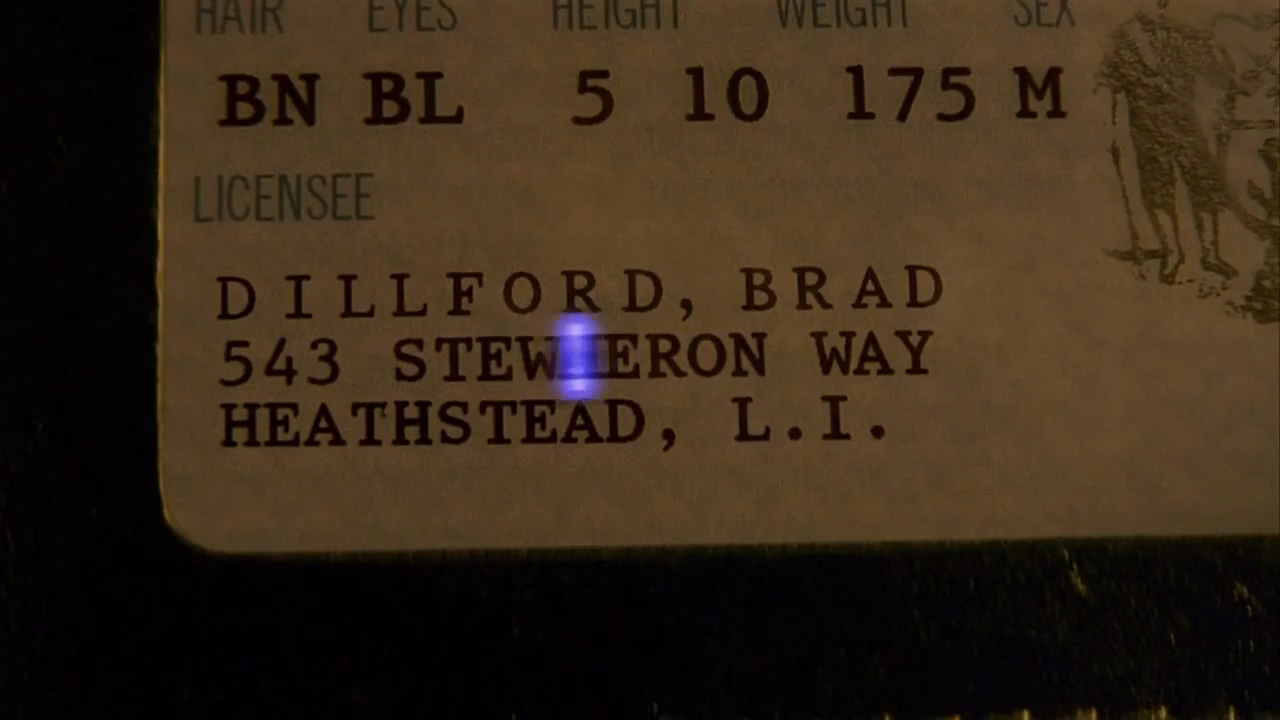 HAIR EYES HEIGHT WEIGHT SEX
BN BL 5 10 175 M
LICENSEE
DILLFORD, BRAD
543 WAY
HEATHSTEAD, L.I.